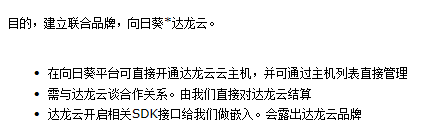 目的，建立联合品牌，向日葵*达龙云。
• 在向日葵平台可直接开通达龙云云主机，并可通过主机列表直接管理
• 需与达龙云谈合作关系。由我们直接对达龙云结算
• 达龙云开启相关SDK接口给我们做嵌入。会露出达龙云品牌